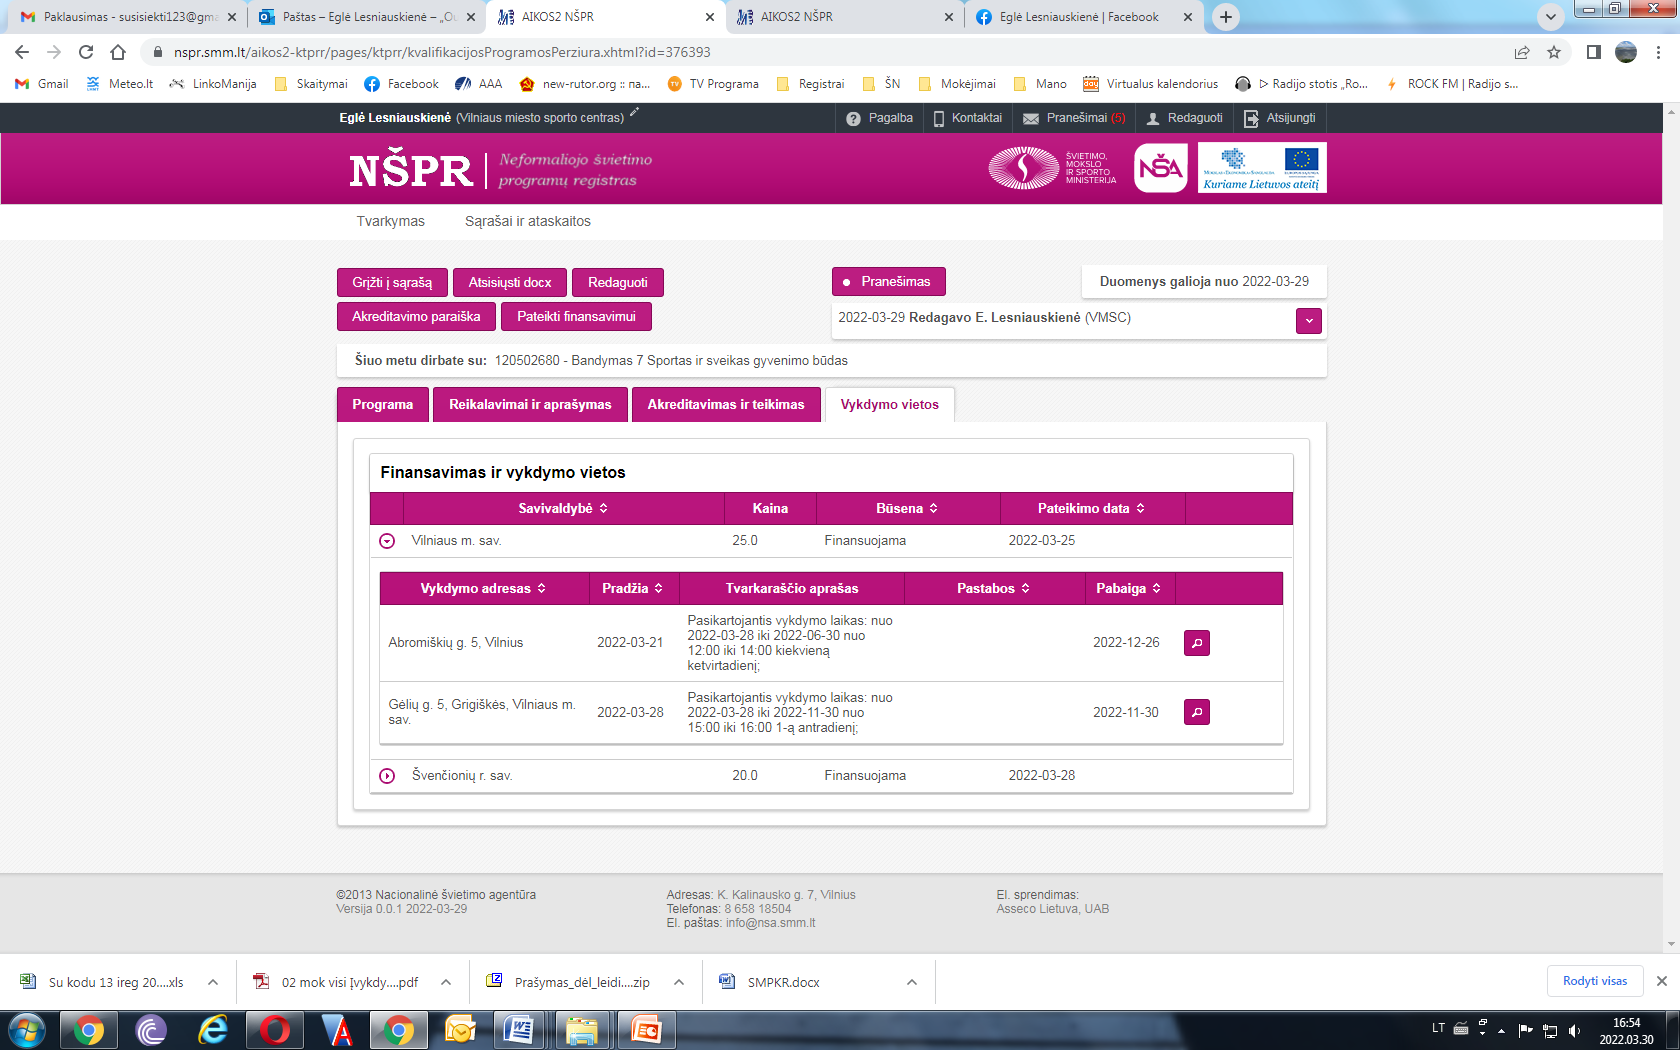 Paklausimas - susisiekti123@gma
Paštas – Eglė Lesniauskienė – „Ou
AIKOS2 NŠPR
AIKOS2 NŠPR
Eglė Lesniauskienė | Facebook
nspr.smm.lt/aikos2-ktprr/pages/ktprr/kvalifikacijosProgramosPerziura.xhtml?id=376393
Gmail
Meteo.lt
LinkoManija
Skaitymai
Facebook
AAA
new-rutor.org :: na...
TV Programa
Registrai
ŠN
Mokėjimai
Mano
Virtualus kalendorius
▷ Radijo stotis „Ro...
ROCK FM | Radijo s...
Eglė Lesniauskienė (Vilniaus miesto sporto centras)
Pagalba
Kontaktai
Pranešimai (5)
Redaguoti
Atsijungti
NŠPR
Neformaliojo švietimo
programų registras
ŠVIETIMO,
MOKSLO
IR SPORTO
MINISTERIJA
NŠA
Kuriame Lietuvos ateitį
Tvarkymas
Sąrašai ir ataskaitos
Grįžti į sąrašą
Atsisiųsti docx
Redaguoti
Akreditavimo paraiška
Pateikti finansavimui
Pranešimas
Duomenys galioja nuo 2022-03-29
2022-03-29 Redagavo E. Lesniauskienė (VMSC)
Šiuo metu dirbate su: 120502680 - Bandymas 7 Sportas ir sveikas gyvenimo būdas
Programa
Reikalavimai ir aprašymas
Akreditavimas ir teikimas
Vykdymo vietos
Finansavimas ir vykdymo vietos
Savivaldybė Kaina Būsena Pateikimo data
Vilniaus m. sav. 25.0 Finansuojama 2022-03-25
Vykdymo adresas Pradžia Tvarkaraščio aprašas Pastabos Pabaiga
Abromiškių g. 5, Vilnius
2022-03-21
Pasikartojantis vykdymo laikas: nuo
2022-03-28 iki 2022-06-30 nuo
12:00 iki 14:00 kiekvieną
ketvirtadienį;
2022-12-26
Gėlių g. 5, Grigiškės, Vilniaus m.
sav.
2022-03-28
Pasikartojantis vykdymo laikas: nuo
2022-03-28 iki 2022-11-30 nuo
15:00 iki 16:00 1-ą antradienį;
2022-11-30
Švenčionių r. sav. 20.0 Finansuojama 2022-03-28
©2013 Nacionalinė švietimo agentūra
Versija 0.0.1 2022-03-29
Adresas: K. Kalinausko g. 7, Vilnius
Telefonas: 8 658 18504
El. paštas: info@nsa.smm.lt
El. sprendimas:
Asseco Lietuva, UAB
Su kodu 13 ireg 20....xls
02 mok visi Įvykdy....pdf
Prašymas_dėl_leidi....zip
SMPKR.docx
Rodyti visas
LT
16:54
2022.03.30